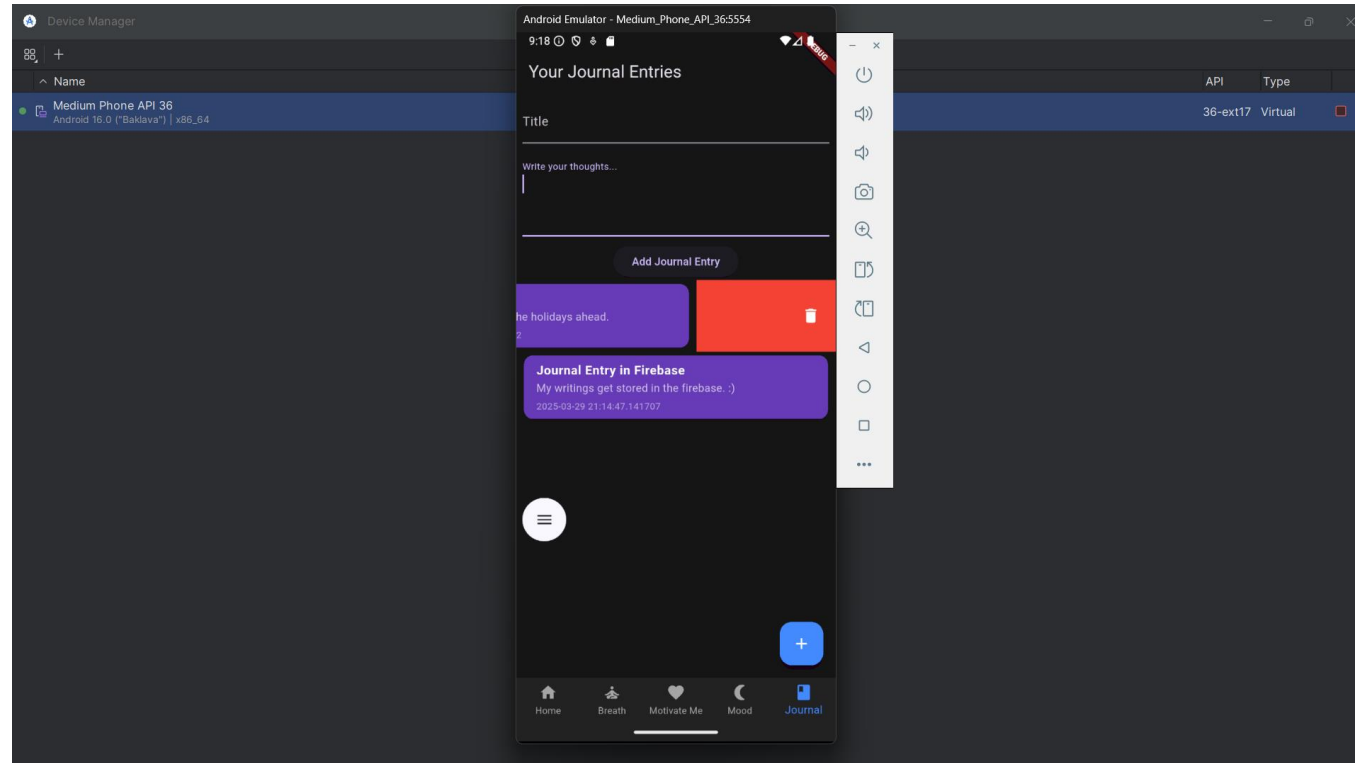 Device Manager
Android Emulator - Medium_Phone_API_36:5554
9:18
DEBUG
Name
API
Type
Medium Phone API 36
Android 16.0 ("Baklava") | x86_64
36-ext17
Virtual
Your Journal Entries
Title
Write your thoughts...
Add Journal Entry
he holidays ahead.
2
Journal Entry in Firebase
My writings get stored in the firebase. :)
2025-03-29 21:14:47.141707
Home
Breath
Motivate Me
Mood
Journal